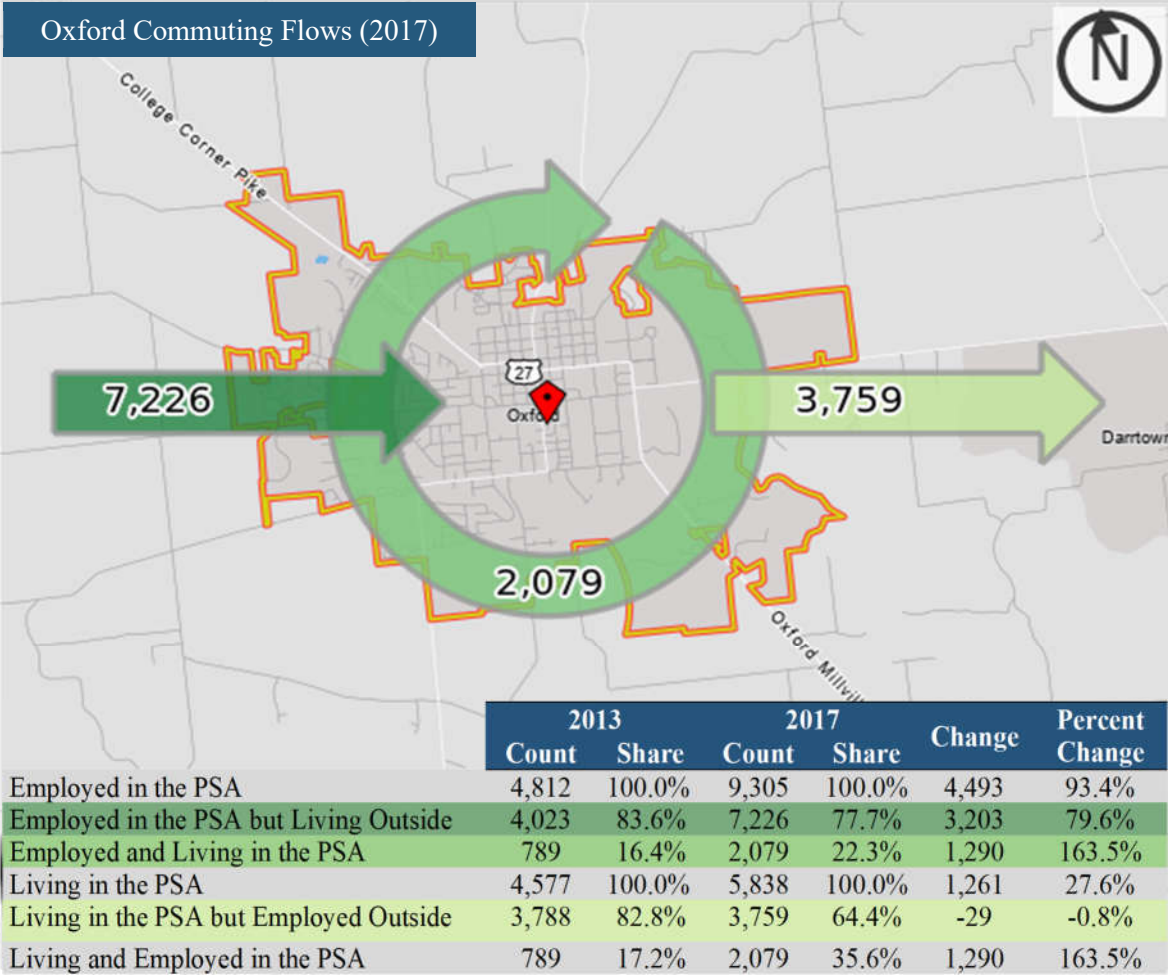 Oxford Commuting Flows (2017)
N
College Corner Pike
27
7,226
3,759
Oxford
Darrtown
2,079
Oxford Millvil
2013 2017 Change Percent Change
Count Share Count Share
Employed in the PSA 4,812 100.0% 9,305 100.0% 4,493 93.4%
Employed in the PSA but Living Outside 4,023 83.6% 7,226 77.7% 3,203 79.6%
Employed and Living in the PSA 789 16.4% 2,079 22.3% 1,290 163.5%
Living in the PSA 4,577 100.0% 5,838 100.0% 1,261 27.6%
Living in the PSA but Employed Outside 3,788 82.8% 3,759 64.4% -29 -0.8%
Living and Employed in the PSA 789 17.2% 2,079 35.6% 1,290 163.5%